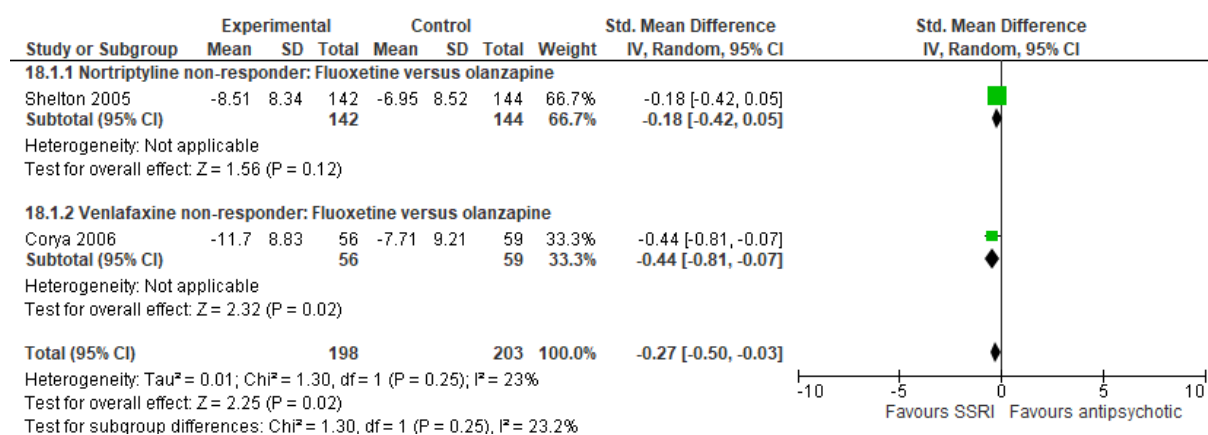 Experimental Control Std. Mean Difference Std. Mean Difference
Study or Subgroup Mean SD Total Mean SD Total Weight IV, Random, 95% CI IV, Random, 95% CI
18.1.1 Nortriptyline non-responder: Fluoxetine versus olanzapine
Shelton 2005 -8.51 8.34 142 -6.95 8.52 144 66.7% -0.18 [-0.42, 0.05]
Subtotal (95% CI) 142 144 66.7% -0.18 [-0.42, 0.05]
Heterogeneity: Not applicable
Test for overall effect: Z = 1.56 (P = 0.12)
18.1.2 Venlafaxine non-responder: Fluoxetine versus olanzapine
Corya 2006 -11.7 8.83 56 -7.71 9.21 59 33.3% -0.44 [-0.81, -0.07]
Subtotal (95% CI) 56 59 33.3% -0.44 [-0.81, -0.07]
Heterogeneity: Not applicable
Test for overall effect: Z = 2.32 (P = 0.02)
Total (95% CI) 198 203 100.0% -0.27 [-0.50, -0.03]
Heterogeneity: Tau² = 0.01; Chi² = 1.30, df = 1 (P = 0.25); I² = 23%
Test for overall effect: Z = 2.25 (P = 0.02)
Test for subgroup differences: Chi² = 1.30, df = 1 (P = 0.25), I² = 23.2%
-10 -5 0 5 10
Favours SSRI Favours antipsychotic